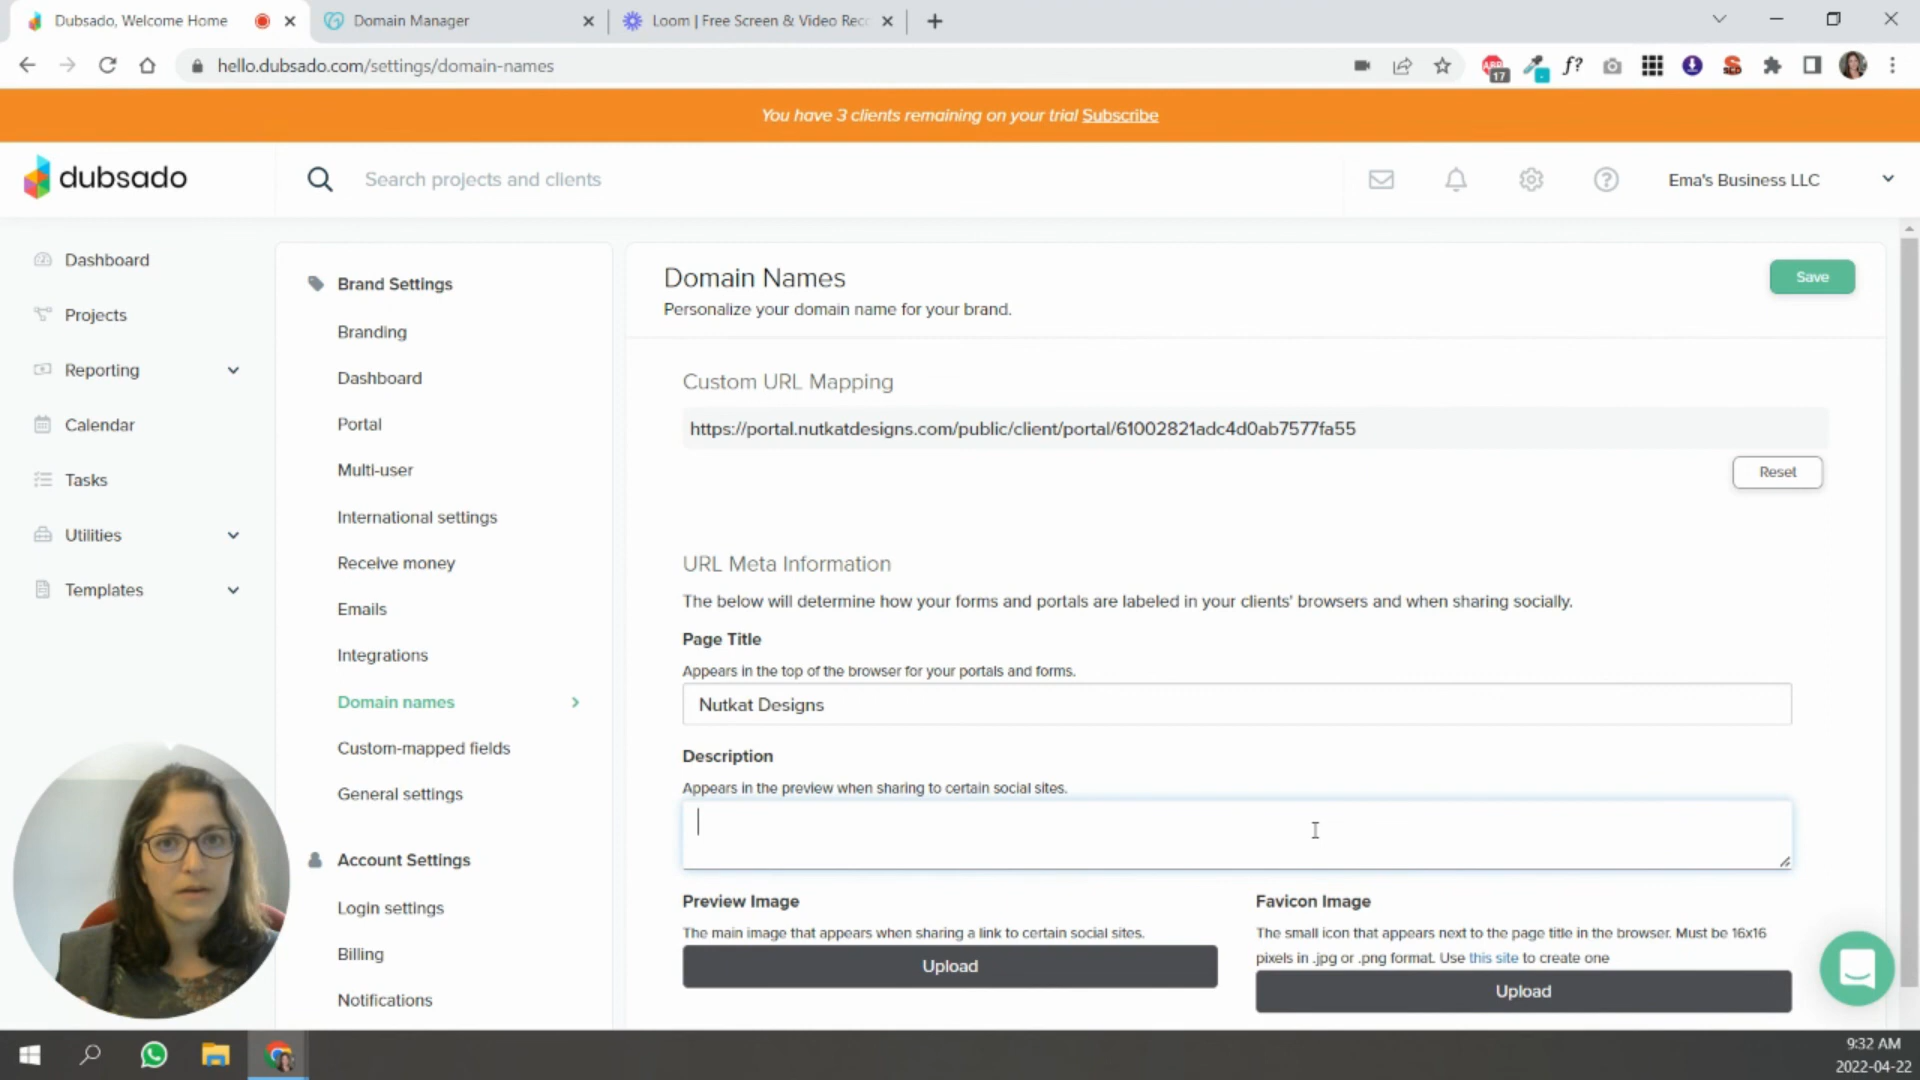 Dubsado, Welcome Home
Domain Manager
Loom | Free Screen & Video Rec
hello.dubsado.com/settings/domain-names
17
f?
You have 3 clients remaining on your trial Subscribe
dubsado
Search projects and clients
Ema's Business LLC
Dashboard
Projects
Reporting
Calendar
Tasks
Utilities
Templates
Brand Settings
Branding
Dashboard
Portal
Multi-user
International settings
Receive money
Emails
Integrations
Domain names
Custom-mapped fields
General settings
Account Settings
Login settings
Billing
Notifications
Domain Names
Personalize your domain name for your brand.
Save
Custom URL Mapping
https://portal.nutkatdesigns.com/public/client/portal/61002821adc4d0ab7577fa55
Reset
URL Meta Information
The below will determine how your forms and portals are labeled in your clients' browsers and when sharing socially.
Page Title
Appears in the top of the browser for your portals and forms.
Nutkat Designs
Description
Appears in the preview when sharing to certain social sites.
Preview Image
The main image that appears when sharing a link to certain social sites.
Upload
Favicon Image
The small icon that appears next to the page title in the browser. Must be 16x16
pixels in .jpg or .png format. Use this site to create one
Upload
9:32 AM
2022-04-22